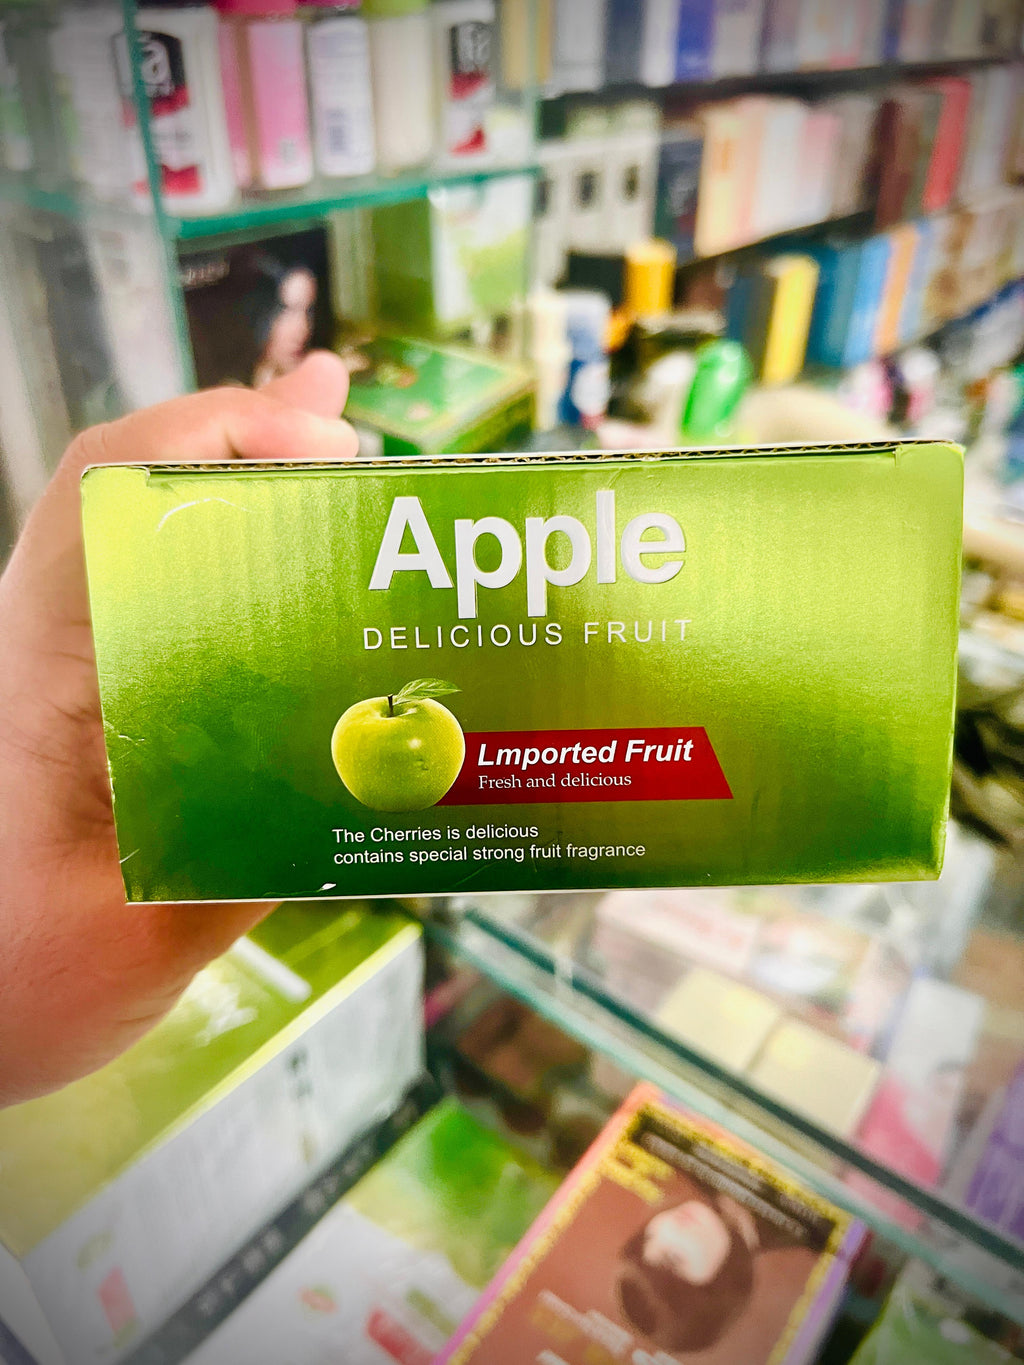 Apple
DELICIOUS FRUIT
Lmported Fruit
Fresh and delicious
The Cherries is delicious
contains special strong fruit fragrance